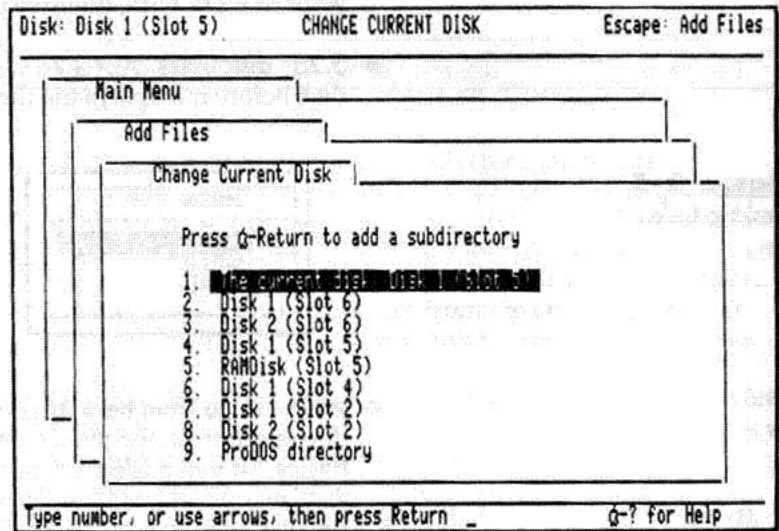 Disk: Disk 1 (Slot 5) CHANGE CURRENT DISK Escape: Add Files
Main Menu
Add Files
Change Current Disk
Press -Return to add a subdirectory
1. The current disk: Disk 1 (Slot 5)
2. Disk 1 (Slot 6)
3. Disk 2 (Slot 6)
4. Disk 1 (Slot 5)
5. RAMDisk (Slot 5)
6. Disk 1 (Slot 4)
7. Disk 1 (Slot 2)
8. Disk 2 (Slot 2)
9. ProDOS directory
Type number, or use arrows, then press Return _ -? for Help